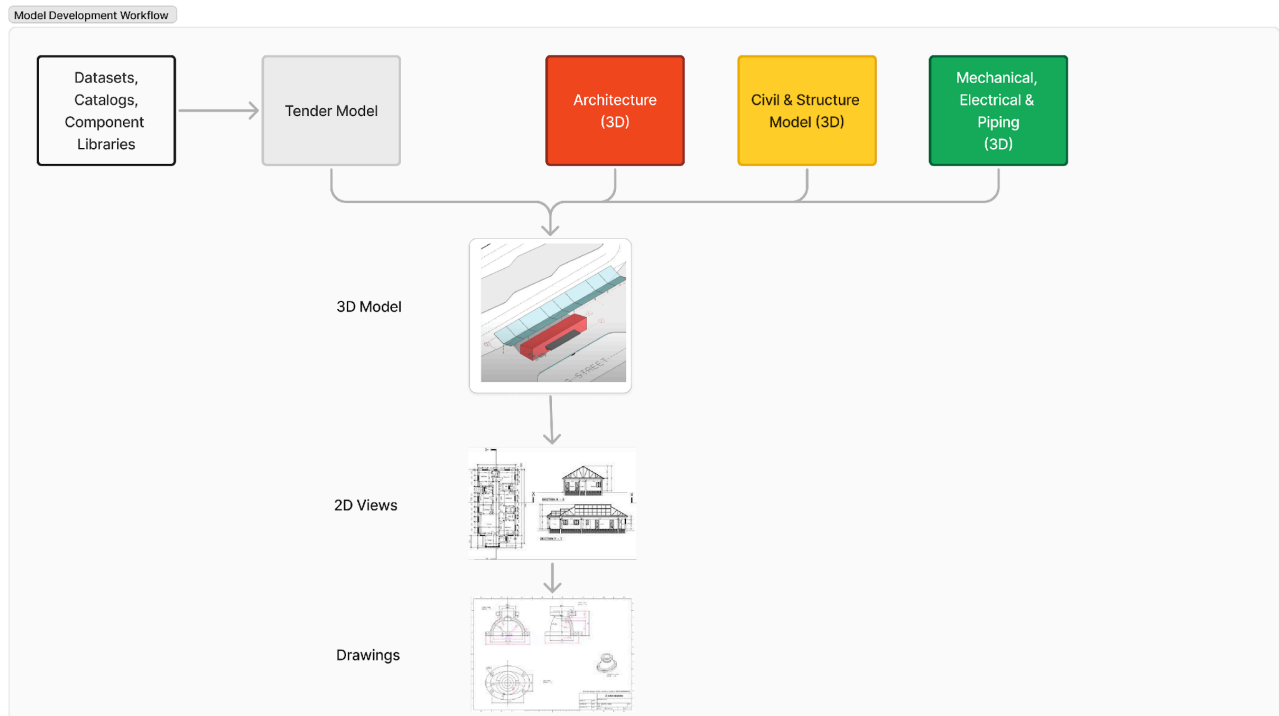 Model Development Workflow
Datasets,
Catalogs,
Component
Libraries
Tender Model
Architecture
(3D)
Civil & Structure
Model (3D)
Mechanical,
Electrical &
Piping
(3D)
3D Model
STREET
2D Views
SECTION
SECTION
Drawings